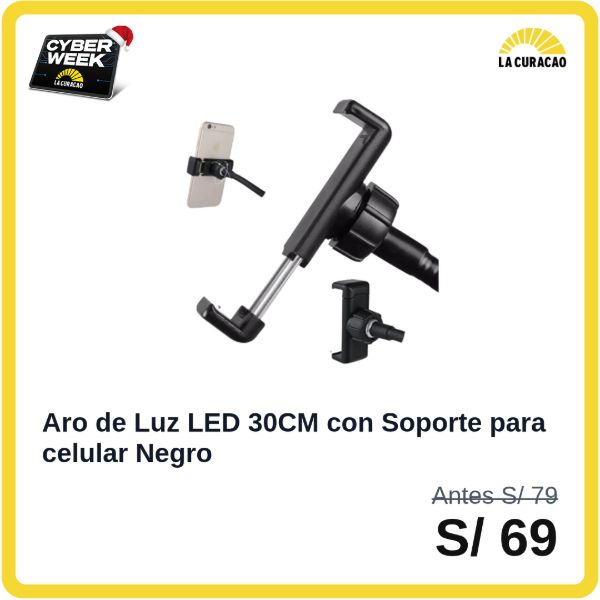 CYBER
WEEK
LA CURACAO
LA CURACAO
Aro de Luz LED 30CM con Soporte para
celular Negro
Antes S/ 79
S/ 69